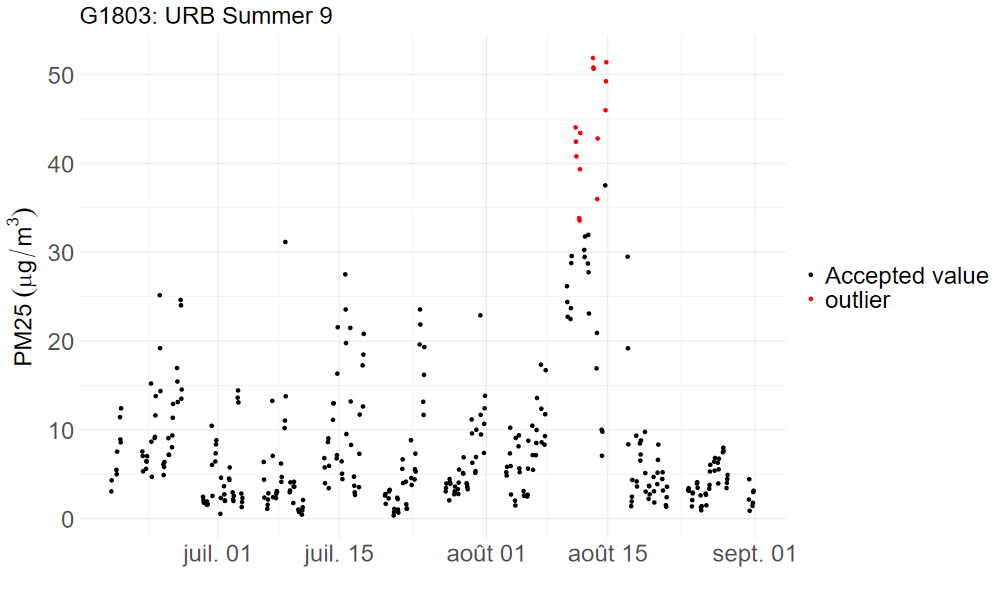 G1803: URB Summer 9
PM25 (μg/m³)
50
40
30
20
10
0
juil. 01
juil. 15
août 01
août 15
sept. 01
Accepted value
outlier